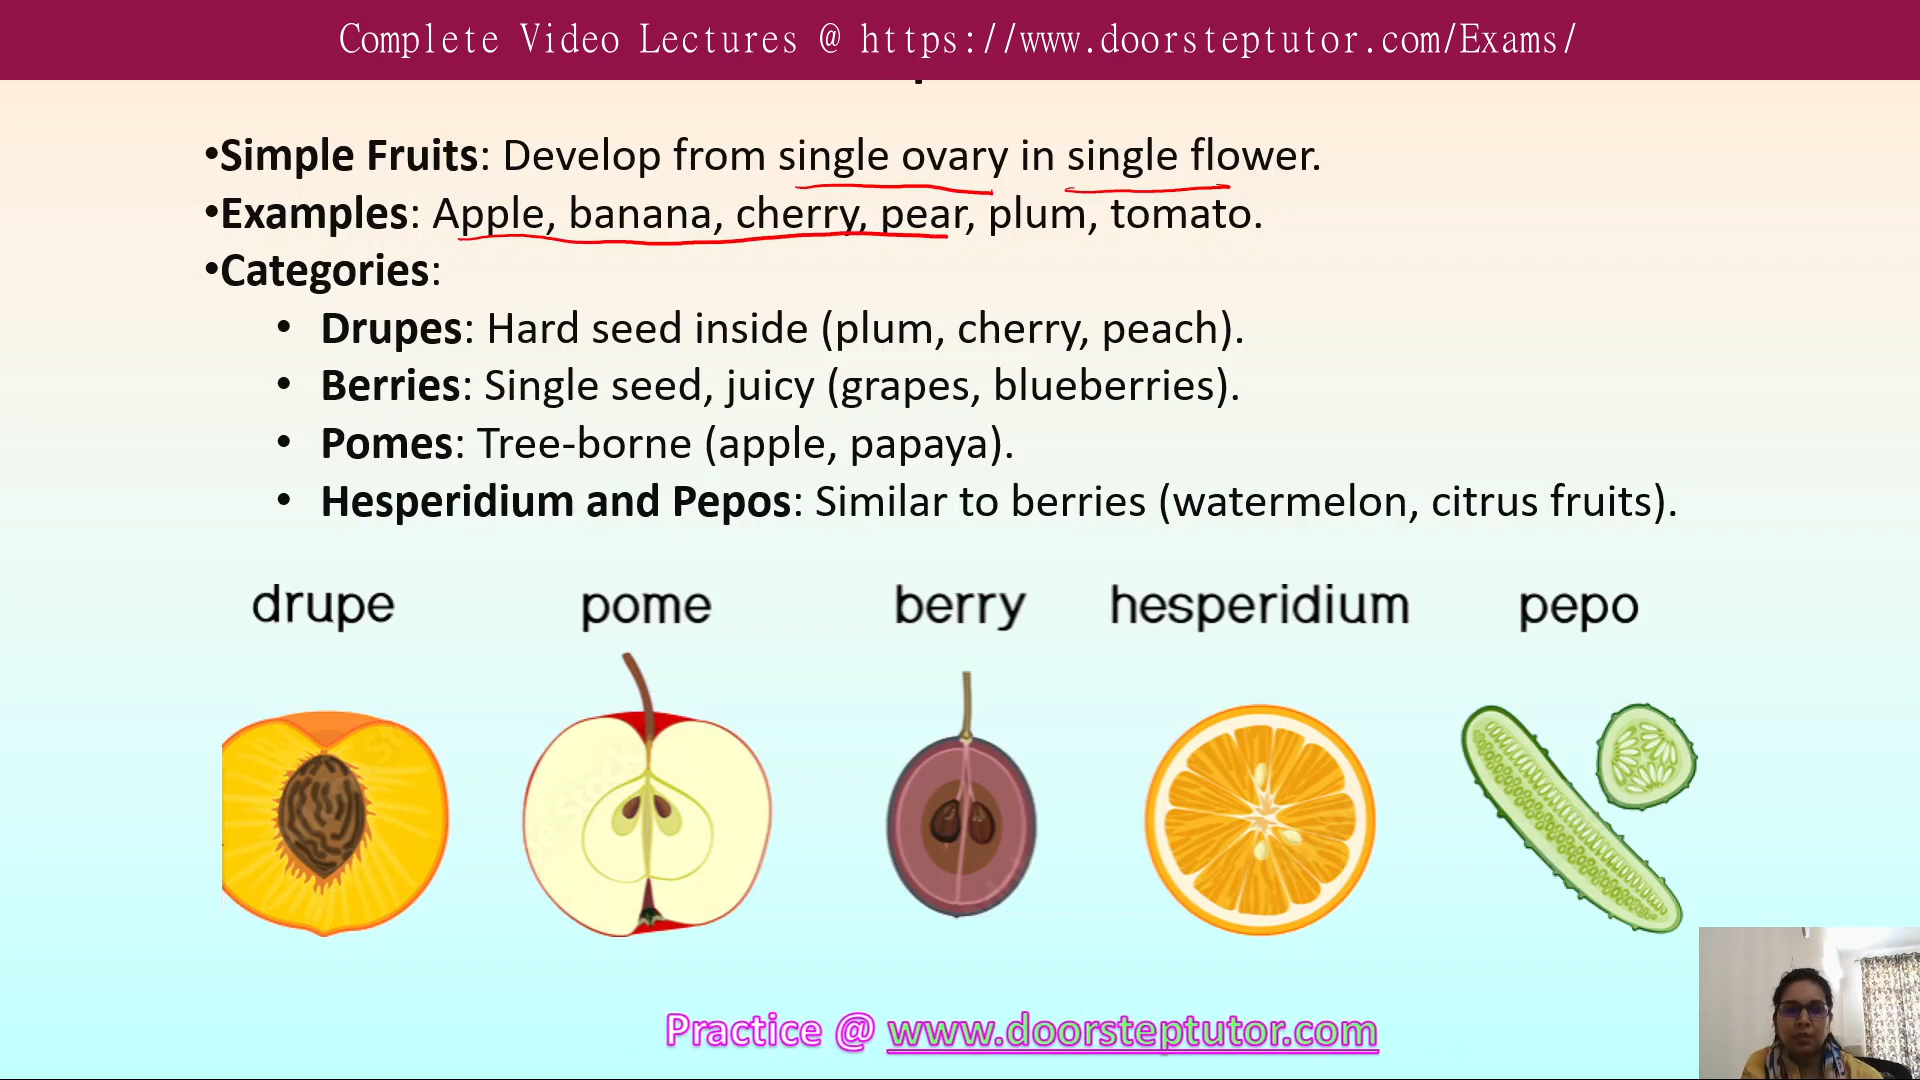 Complete Video Lectures @ https://www.doorsteptutor.com/Exams/
•Simple Fruits: Develop from single ovary in single flower.
•Examples: Apple, banana, cherry, pear, plum, tomato.
•Categories:
• Drupes: Hard seed inside (plum, cherry, peach).
• Berries: Single seed, juicy (grapes, blueberries).
• Pomes: Tree-borne (apple, papaya).
• Hesperidium and Pepos: Similar to berries (watermelon, citrus fruits).
drupe pome berry hesperidium pepo
Practice @ www.doorsteptutor.com